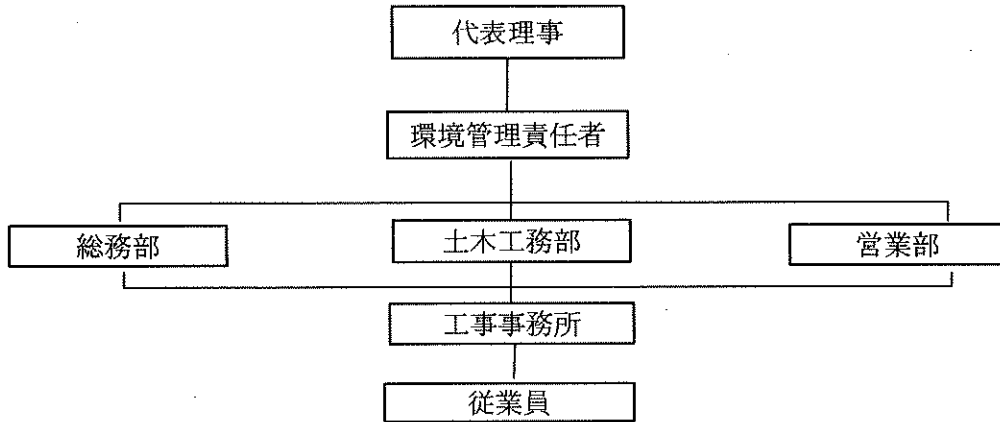 代表理事
環境管理責任者
総務部
土木工務部
営業部
工事事務所
従業員